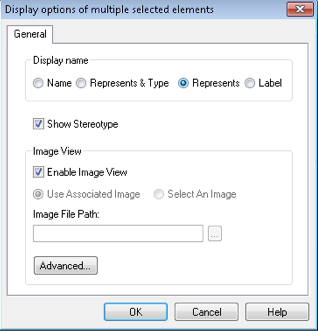 Display options of multiple selected elements
General
Display name
Name Represents & Type Represents Label
Show Stereotype
Image View
Enable Image View
Use Associated Image Select An Image
Image File Path:
...
Advanced...
OK Cancel Help